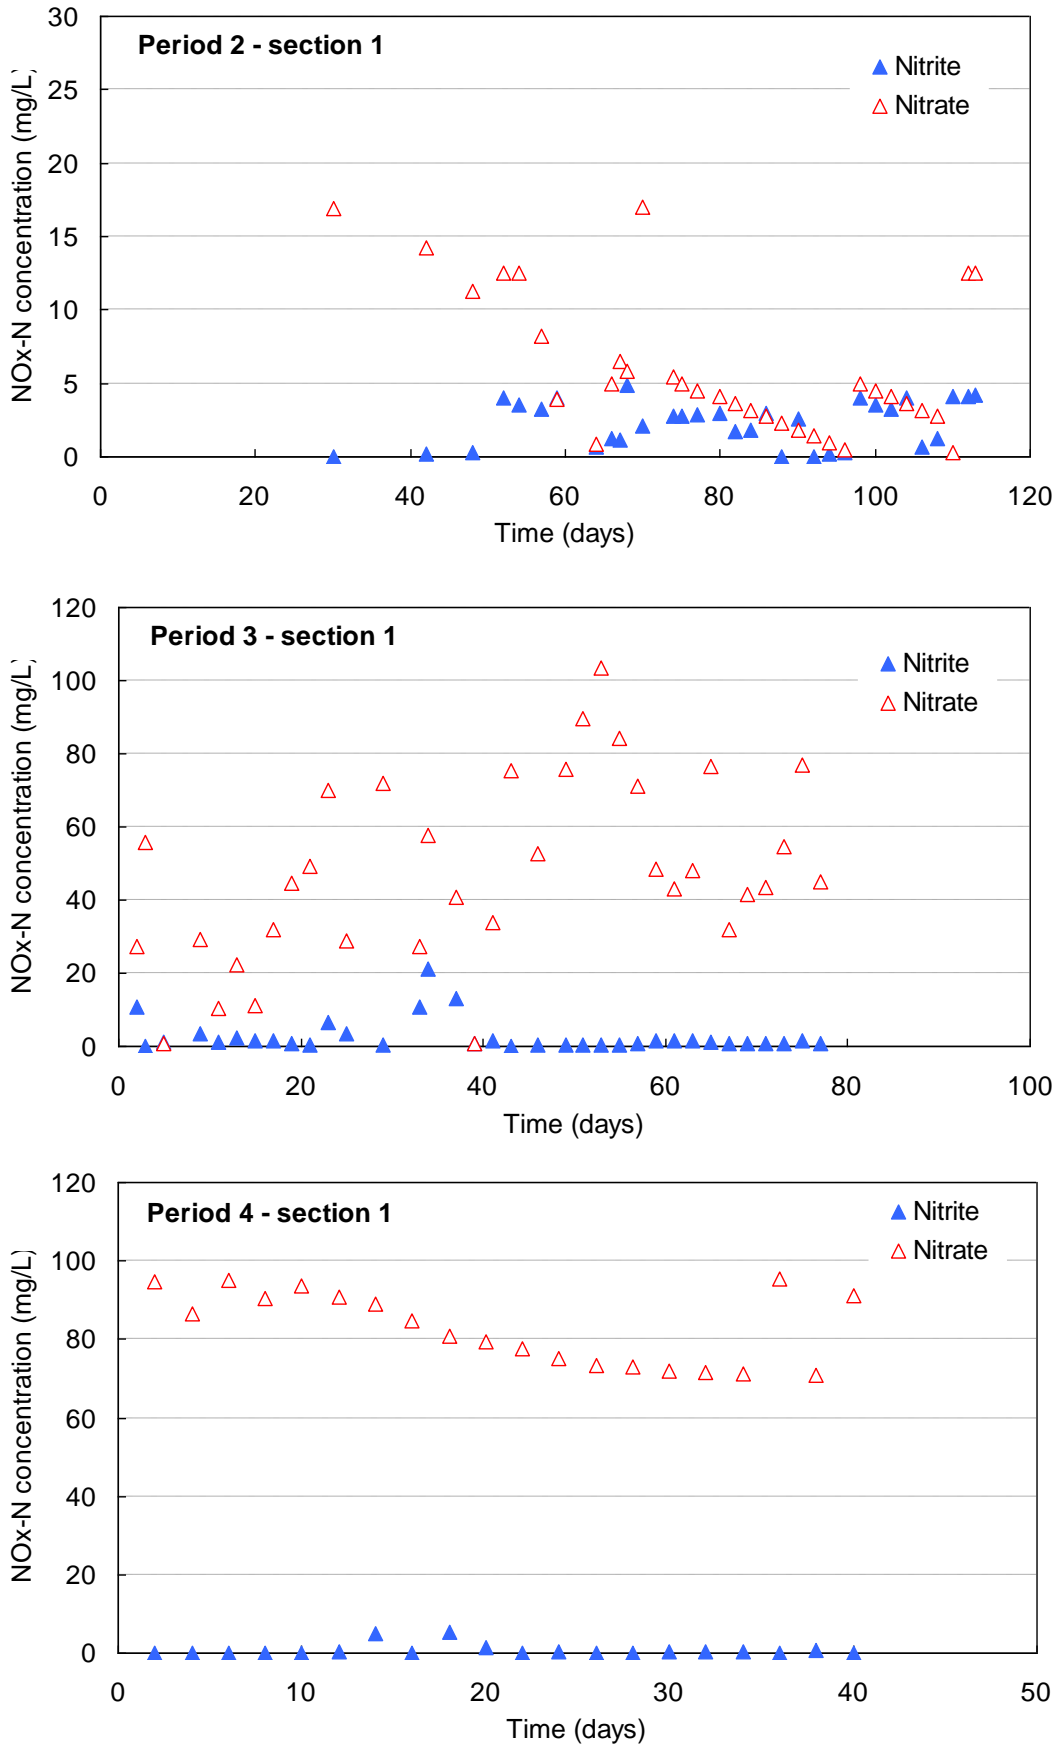 Period 2 - section 1
Nitrite
Nitrate
NOx-N concentration (mg/L)
30
25
20
15
10
5
0
0 20 40 60 80 100 120
Time (days)
Period 3 - section 1
Nitrite
Nitrate
NOx-N concentration (mg/L)
120
100
80
60
40
20
0
0 20 40 60 80 100
Time (days)
Period 4 - section 1
Nitrite
Nitrate
NOx-N concentration (mg/L)
120
100
80
60
40
20
0
0 10 20 30 40 50
Time (days)